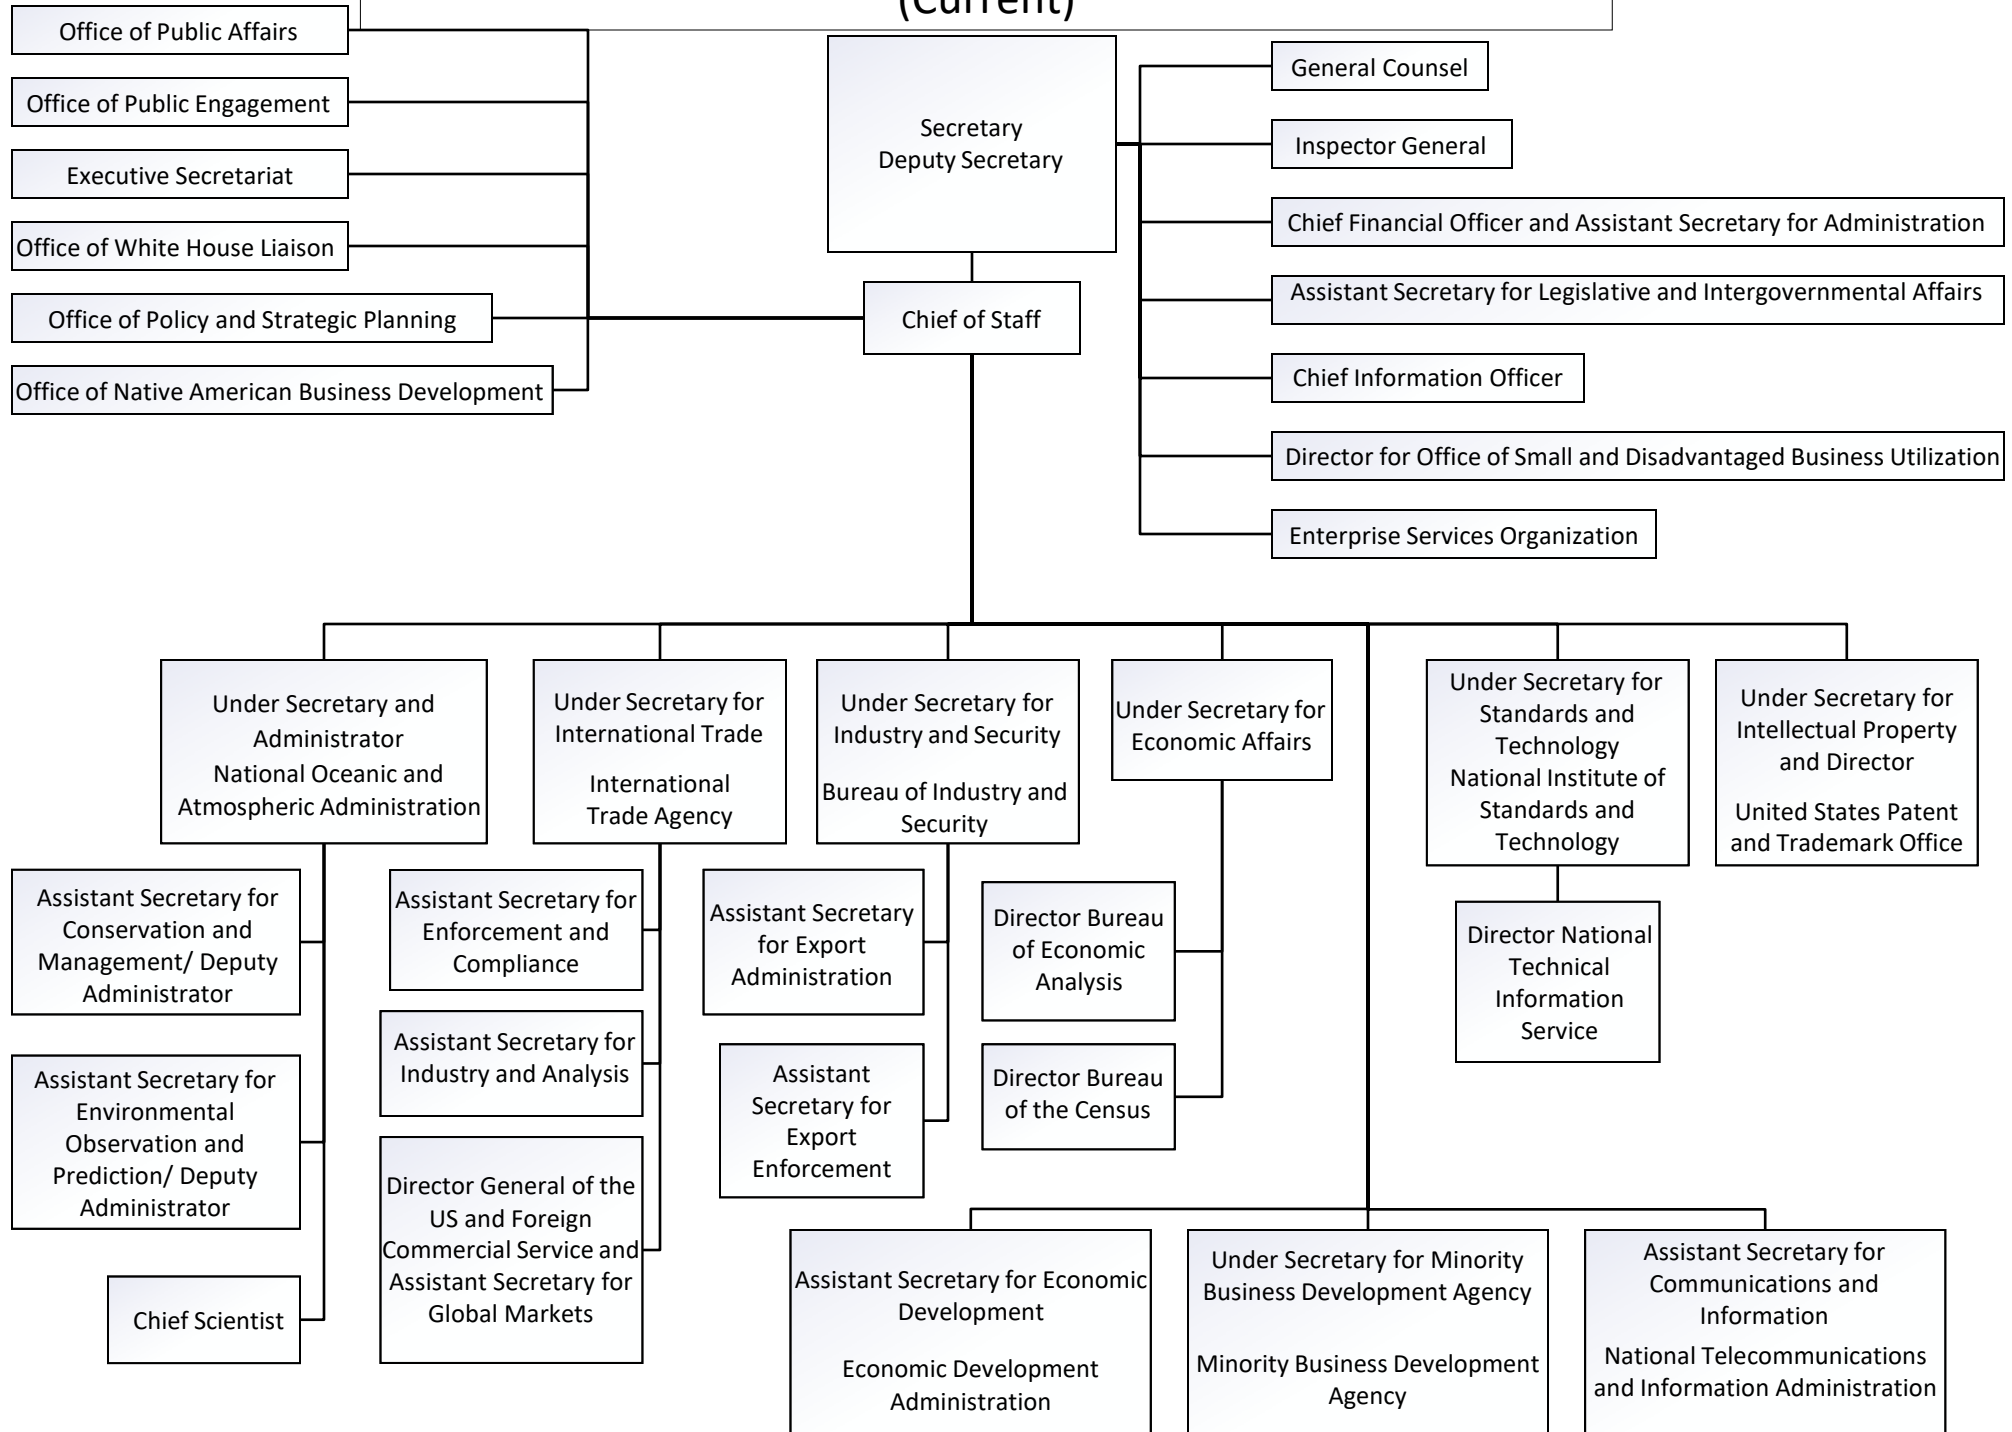 (Current)
Office of Public Affairs
Office of Public Engagement
Executive Secretariat
Office of White House Liaison
Office of Policy and Strategic Planning
Office of Native American Business Development
Secretary
Deputy Secretary
Chief of Staff
General Counsel
Inspector General
Chief Financial Officer and Assistant Secretary for Administration
Assistant Secretary for Legislative and Intergovernmental Affairs
Chief Information Officer
Director for Office of Small and Disadvantaged Business Utilization
Enterprise Services Organization
Under Secretary and
Administrator
National Oceanic and
Atmospheric Administration
Under Secretary for
International Trade
International
Trade Agency
Under Secretary for
Industry and Security
Bureau of Industry and
Security
Under Secretary for
Economic Affairs
Under Secretary for
Standards and
Technology
National Institute of
Standards and
Technology
Under Secretary for
Intellectual Property
and Director
United States Patent
and Trademark Office
Assistant Secretary for
Conservation and
Management/ Deputy
Administrator
Assistant Secretary for
Environmental
Observation and
Prediction/ Deputy
Administrator
Chief Scientist
Assistant Secretary for
Enforcement and
Compliance
Assistant Secretary for
Industry and Analysis
Director General of the
US and Foreign
Commercial Service and
Assistant Secretary for
Global Markets
Assistant Secretary
for Export
Administration
Assistant
Secretary for
Export
Enforcement
Director Bureau
of Economic
Analysis
Director Bureau
of the Census
Director National
Technical
Information
Service
Assistant Secretary for Economic
Development
Economic Development
Administration
Under Secretary for Minority
Business Development Agency
Minority Business Development
Agency
Assistant Secretary for
Communications and
Information
National Telecommunications
and Information Administration